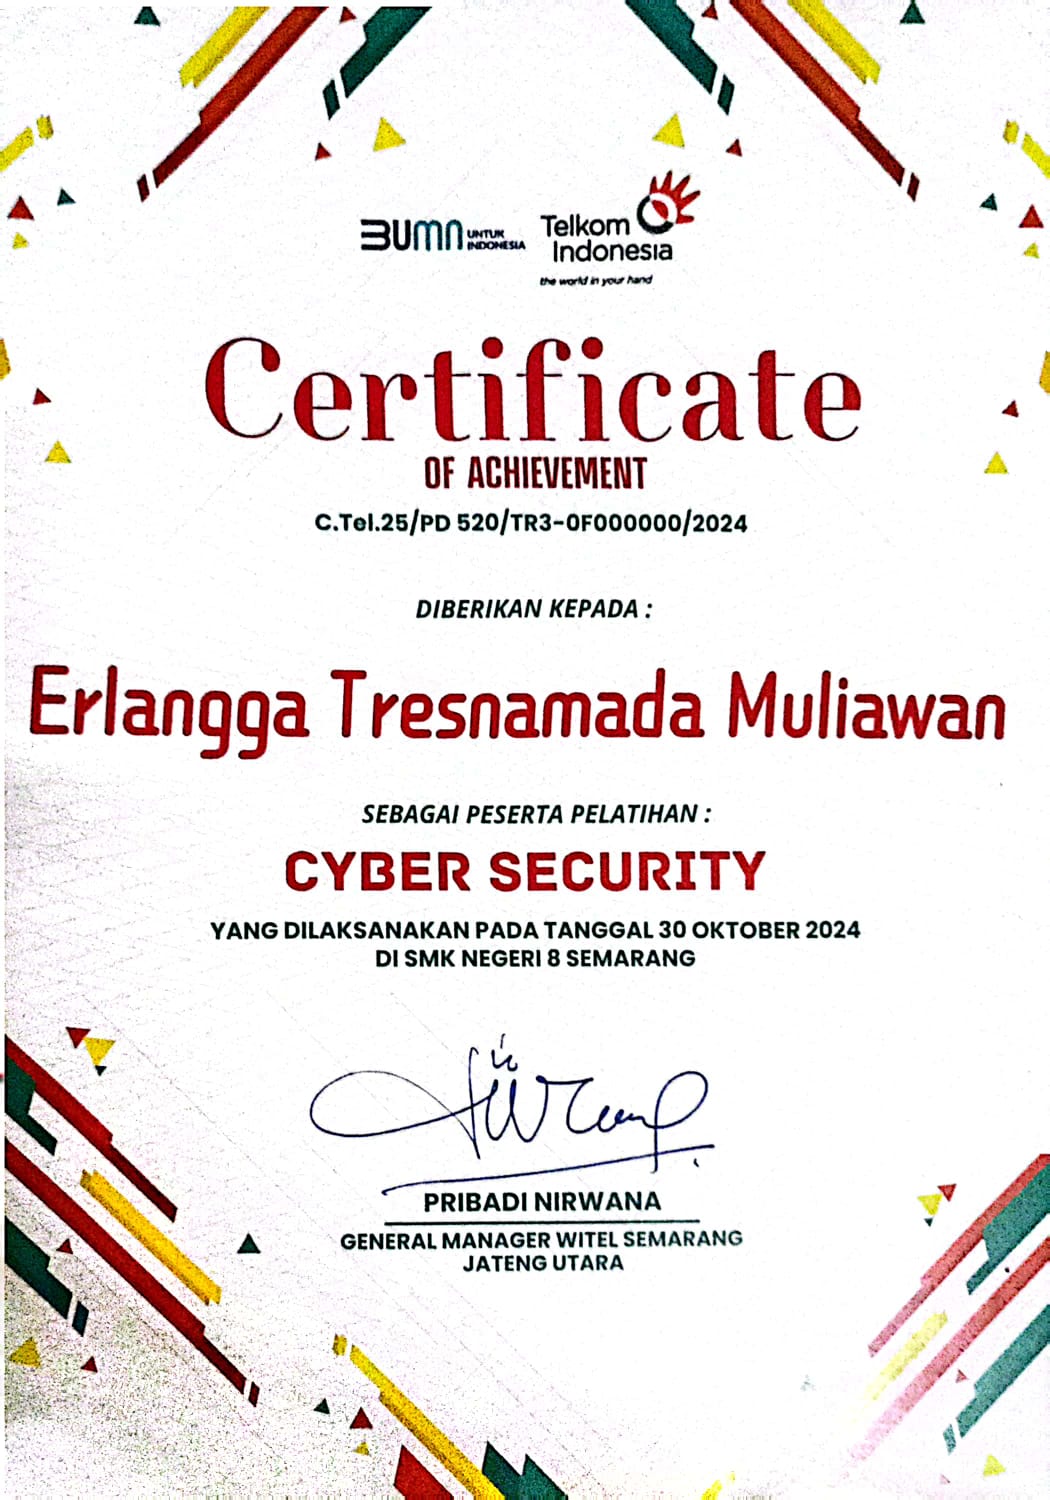 BUMN UNTUK INDONESIA
Telkom Indonesia
the world in your hand
Certificate
OF ACHIEVEMENT
C.Tel.25/PD 520/TR3-0F000000/2024
DIBERIKAN KEPADA :
Erlangga Tresnamada Muliawan
SEBAGAI PESERTA PELATIHAN :
CYBER SECURITY
YANG DILAKSANAKAN PADA TANGGAL 30 OKTOBER 2024
DI SMK NEGERI 8 SEMARANG
PRIBADI NIRWANA
GENERAL MANAGER WITEL SEMARANG
JATENG UTARA